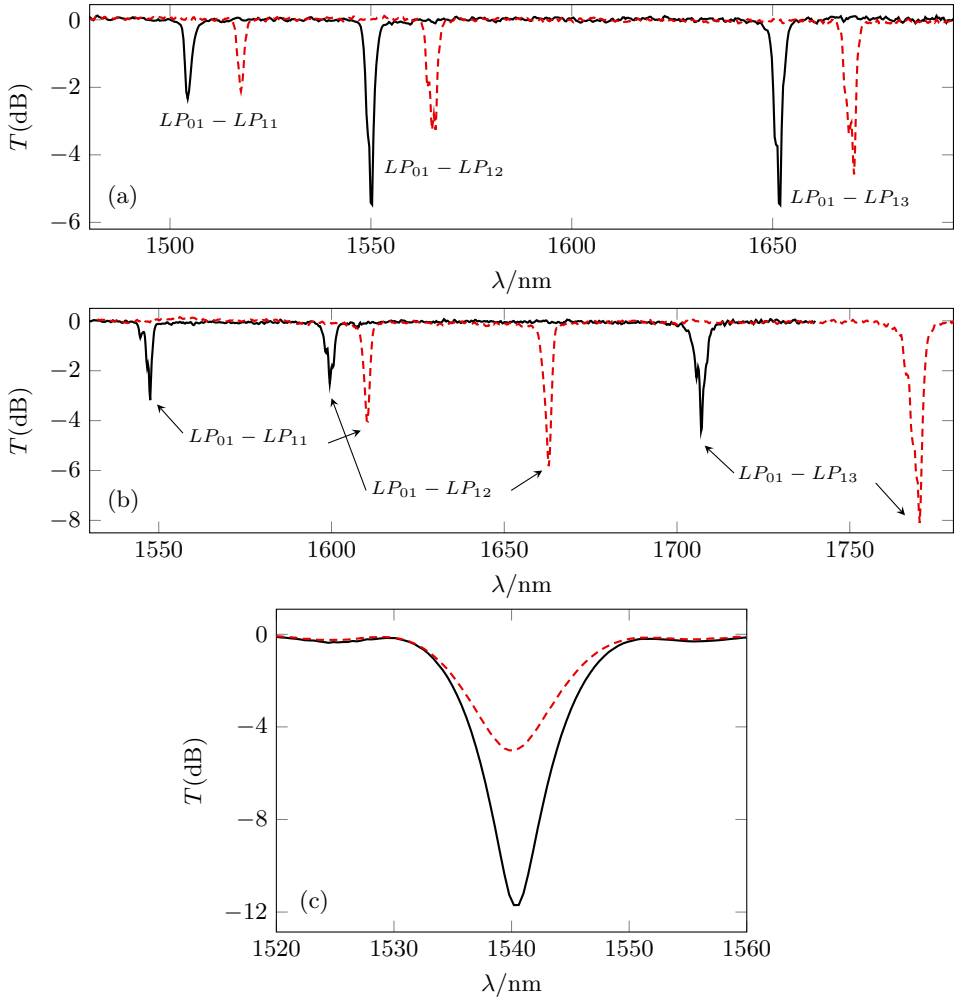 0
−2
−4
−6
T(dB)
LP₀₁ − LP₁₁
LP₀₁ − LP₁₂
LP₀₁ − LP₁₃
(a)
1500 1550 1600 1650
λ/nm
0
−2
−4
−6
−8
T(dB)
LP₀₁ − LP₁₁
LP₀₁ − LP₁₂
LP₀₁ − LP₁₃
(b)
1550 1600 1650 1700 1750
λ/nm
0
−4
−8
−12
T(dB)
(c)
1520 1530 1540 1550 1560
λ/nm